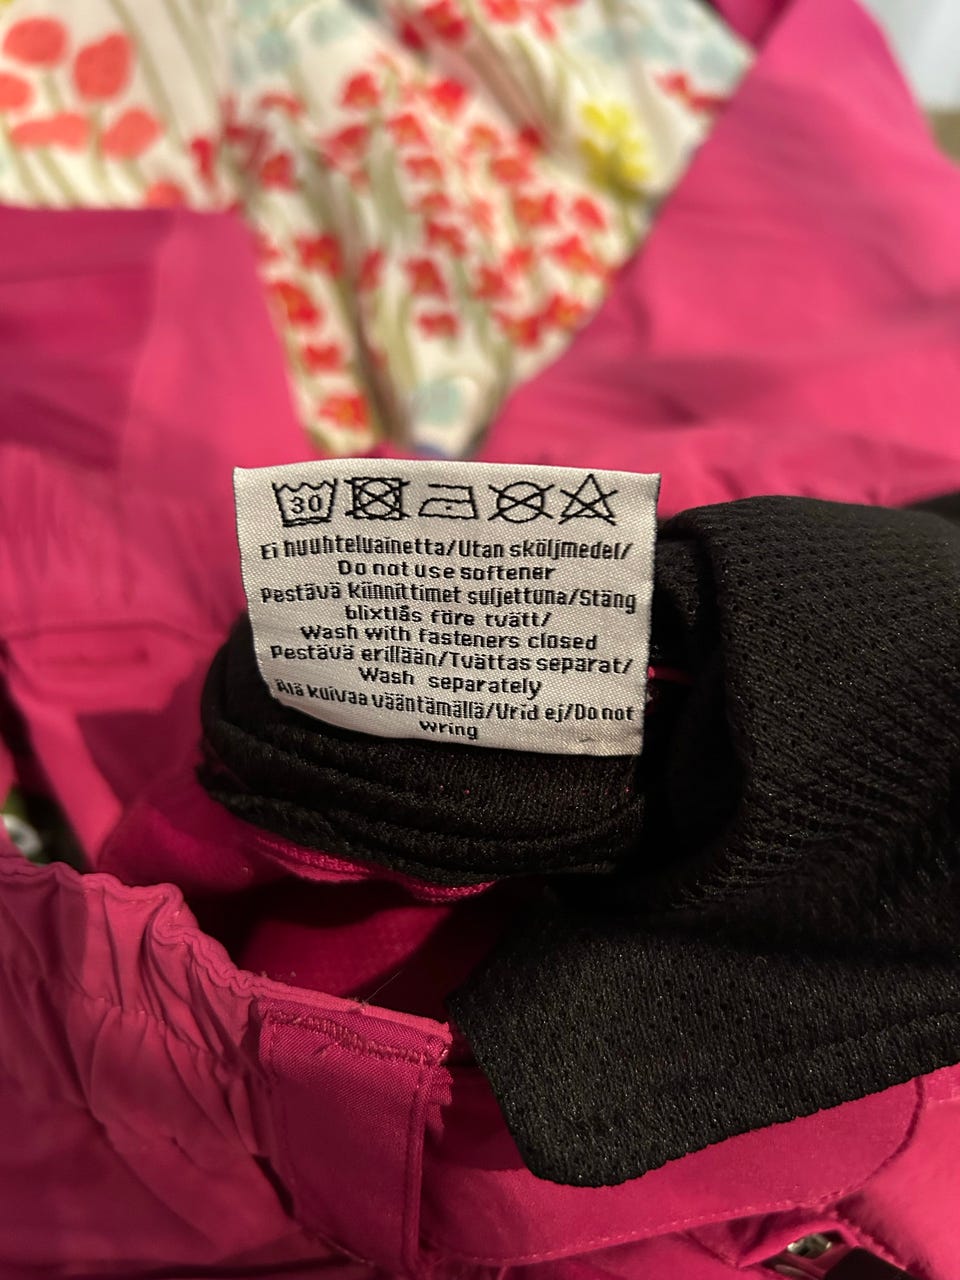 30
Ei huuhteluainetta/Utan sköljmedel/
Do not use softener
Pestävä kiinnittimet suljettuna/Stäng
blixtlås före tvätt/
Wash with fasteners closed
Pestävä erillään/Tvättas separat/
Wash separately
Älä kuivaa vääntämällä/Vrid ej/Do not
wring